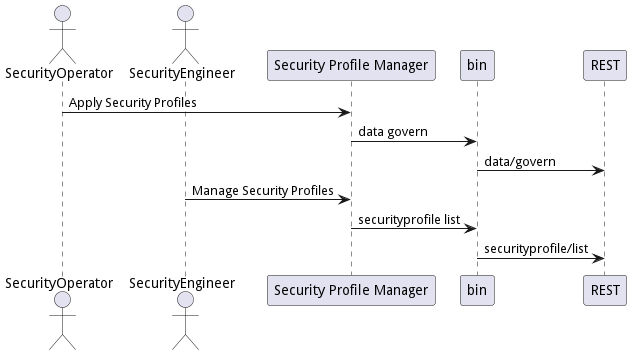 SecurityOperator
SecurityEngineer
Security Profile Manager
bin
REST
Apply Security Profiles
data govern
data/govern
Manage Security Profiles
securityprofile list
securityprofile/list
SecurityOperator
SecurityEngineer
Security Profile Manager
bin
REST